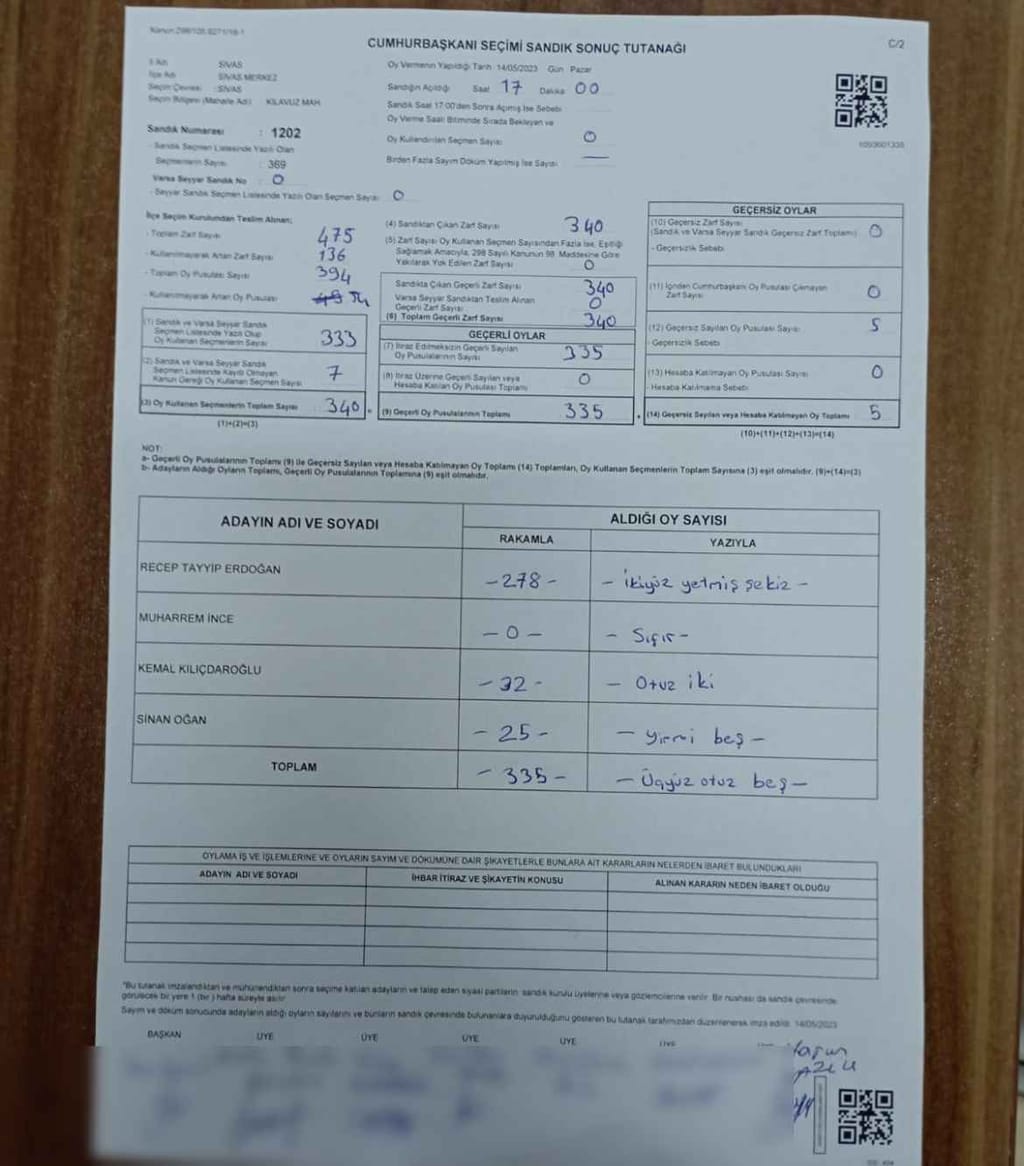 CUMHURBAŞKANI SEÇİMİ SANDIK SONUÇ TUTANAĞI
C/2
İl Adı : SİVAS
İlçe Adı : SİVAS MERKEZ
Seçim Çevresi : SİVAS
Seçim Bölgesi (Mahalle Adı) : KILAVUZ MAH.
Sandık Numarası : 1202
- Sandık Seçmen Listesinde Yazılı Olan
Seçmenlerin Sayısı : 369
Varsa Seyyar Sandık No : 0
- Seyyar Sandık Seçmen Listesinde Yazılı Olan Seçmen Sayısı : 0
Oy Vermenin Yapıldığı Tarih :14/05/2023 Gün : Pazar
Sandığın Açıldığı Saat 17 Dakika 00
Sandık Saat 17:00'den Sonra Açılmış İse Sebebi
Oy Verme Saati Bitiminde Sırada Bekleyen ve
Oy Kullandırılan Seçmen Sayısı 0
Birden Fazla Sayım Döküm Yapılmış İse Sayısı —
İlçe Seçim Kurulundan Teslim Alınan;
- Toplam Zarf Sayısı 475
- Kullanılmayarak Artan Zarf Sayısı 136
- Toplam Oy Pusulası Sayısı 394
- Kullanılmayarak Artan Oy Pusulası 54
(1) Sandık ve Varsa Seyyar Sandık
Seçmen Listesinde Yazılı Olup
Oy Kullanan Seçmenlerin Sayısı 333
(2) Sandık ve Varsa Seyyar Sandık
Seçmen Listesinde Kayıtlı Olmayan
Kanun Gereği Oy Kullanan Seçmen Sayısı 7
(3) Oy Kullanan Seçmenlerin Toplam Sayısı 340
(1)+(2)=(3)
(4) Sandıktan Çıkan Zarf Sayısı 340
(5) Zarf Sayısı Oy Kullanan Seçmen Sayısından Fazla İse, Eşitliği
Sağlamak Amacıyla, 298 Sayılı Kanunun 98. Maddesine Göre
Yakılarak Yok Edilen Zarf Sayısı 0
Sandıkta Çıkan Geçerli Zarf Sayısı 340
Varsa Seyyar Sandıktan Teslim Alınan
Geçerli Zarf Sayısı 0
(6) Toplam Geçerli Zarf Sayısı 340
GEÇERLİ OYLAR
(7) İtiraz Edilmeksizin Geçerli Sayılan
Oy Pusulalarının Sayısı 335
(8) İtiraz Üzerine Geçerli Sayılan veya
Hesaba Katılan Oy Pusulası Toplamı 0
(9) Geçerli Oy Pusulalarının Toplamı 335
GEÇERSİZ OYLAR
(10) Geçersiz Zarf Sayısı
(Sandık ve Varsa Seyyar Sandık Geçersiz Zarf Toplamı) 0
- Geçersizlik Sebebi
(11) İçinden Cumhurbaşkanı Oy Pusulası Çıkmayan
Zarf Sayısı 0
(12) Geçersiz Sayılan Oy Pusulası Sayısı 5
- Geçersizlik Sebebi
(13) Hesaba Katılmayan Oy Pusulası Sayısı 0
- Hesaba Katılmama Sebebi
(14) Geçersiz Sayılan veya Hesaba Katılmayan Oy Toplamı 5
(10)+(11)+(12)+(13)=(14)
NOT:
a- Geçerli Oy Pusulalarının Toplamı (9) ile Geçersiz Sayılan veya Hesaba Katılmayan Oy Toplamı (14) Toplamları, Oy Kullanan Seçmenlerin Toplam Sayısına (3) eşit olmalıdır. (9)+(14)=(3)
b- Adayların Aldığı Oyların Toplamı, Geçerli Oy Pusulalarının Toplamına (9) eşit olmalıdır.
ADAYIN ADI VE SOYADI
ALDIĞI OY SAYISI
RAKAMLA YAZIYLA
RECEP TAYYİP ERDOĞAN -278- - ikiyüz yetmiş şekiz -
MUHARREM İNCE - 0 - - Sıfır -
KEMAL KILIÇDAROĞLU - 32 - - Otuz iki
SİNAN OĞAN - 25 - - yirmi beş -
TOPLAM - 335 - - Üçyüz otuz beş -
OYLAMA İŞ VE İŞLEMLERİNE VE OYLARIN SAYIM VE DÖKÜMÜNE DAİR ŞİKAYETLERLE BUNLARA AİT KARARLARIN NELERDEN İBARET BULUNDUKLARI
ADAYIN ADI VE SOYADI İHBAR İTİRAZ VE ŞİKAYETİN KONUSU ALINAN KARARIN NEDEN İBARET OLDUĞU
*Bu tutanak imzalandıktan ve mühürlendikten sonra seçime katılan adayların ve talep eden siyasi partilerin sandık kurulu üyelerine veya gözlemcilerine verilir. Bir nüshası da sandık çevresinde
görülecek bir yere 1 (bir) hafta süreyle asılır.
Sayım ve döküm sonucunda adayların aldığı oyların sayılarını ve bunların sandık çevresinde bulunanlara duyurulduğunu gösteren bu tutanak tarafımızdan düzenlenerek imza edildi. 14/05/2023
BAŞKAN ÜYE ÜYE ÜYE ÜYE